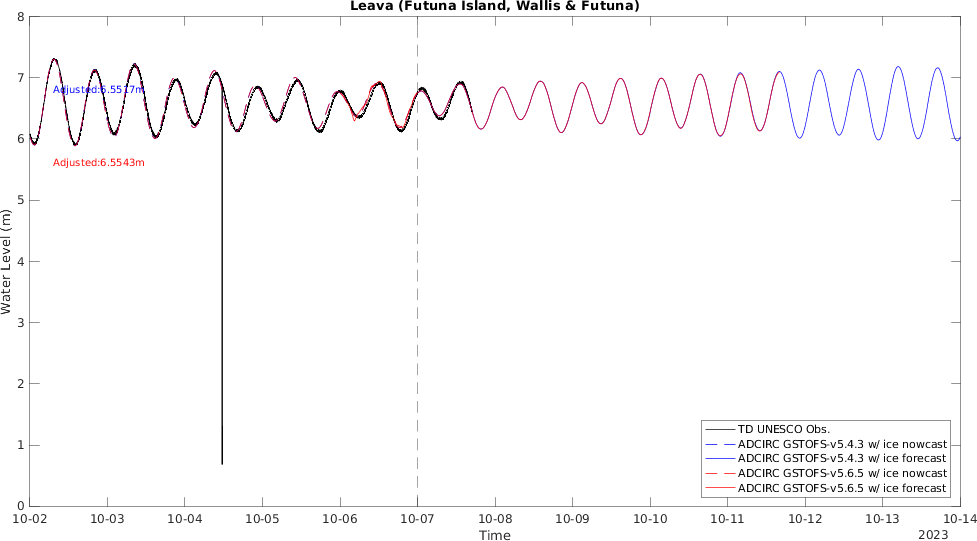 Leava (Futuna Island, Wallis & Futuna)
8
7
6
5
4
3
2
1
0
Water Level (m)
Adjusted:6.5517m
Adjusted:6.5543m
TD UNESCO Obs.
ADCIRC GSTOFS-v5.4.3 w/ ice nowcast
ADCIRC GSTOFS-v5.4.3 w/ ice forecast
ADCIRC GSTOFS-v5.6.5 w/ ice nowcast
ADCIRC GSTOFS-v5.6.5 w/ ice forecast
10-02 10-03 10-04 10-05 10-06 10-07 10-08 10-09 10-10 10-11 10-12 10-13 10-14
Time
2023